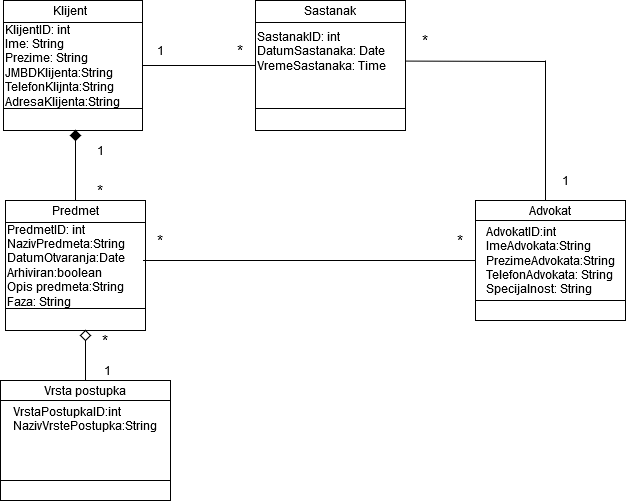 Klijent
KlijentID: int
Ime: String
Prezime: String
JMBDKlijenta:String
TelefonKlijnta:String
AdresaKlijenta:String
Sastanak
SastanakID: int
DatumSastanaka: Date
VremeSastanaka: Time
1
*
*
1
1
*
Predmet
PredmetID: int
NazivPredmeta:String
DatumOtvaranja:Date
Arhiviran:boolean
Opis predmeta:String
Faza: String
*
*
Advokat
AdvokatID:int
ImeAdvokata:String
PrezimeAdvokata:String
TelefonAdvokata: String
Specijalnost: String
*
1
Vrsta postupka
VrstaPostupkaID:int
NazivVrstePostupka:String